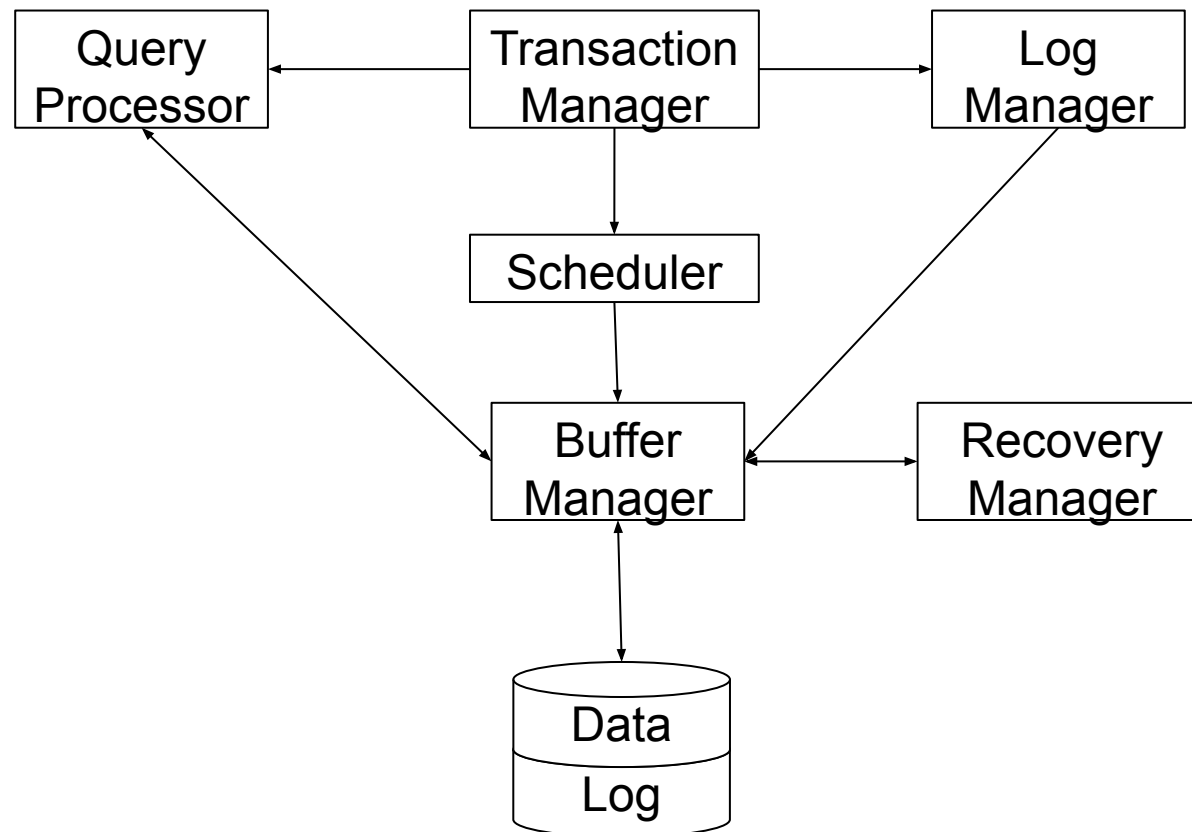 Query
Processor
Transaction
Manager
Log
Manager
Scheduler
Buffer
Manager
Recovery
Manager
Data
Log